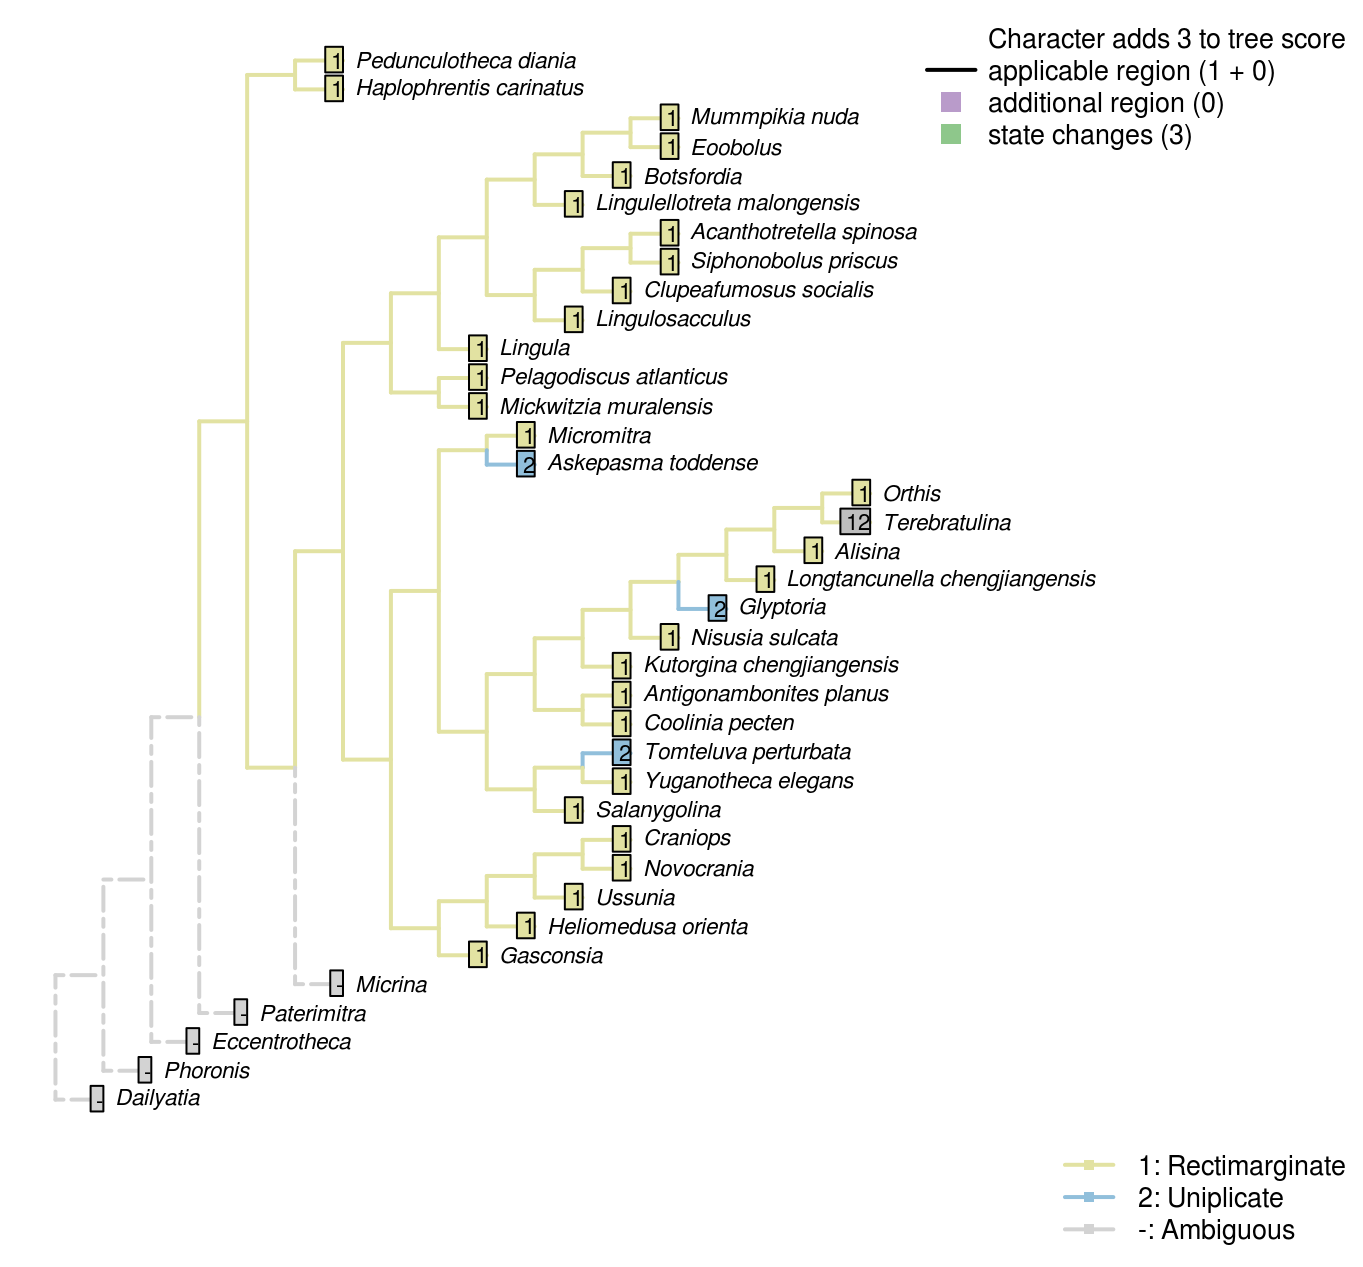 Character adds 3 to tree score
applicable region (1 + 0)
additional region (0)
state changes (3)
1 Pedunculotheca diania
1 Haplophrentis carinatus
1 Mummpikia nuda
1 Eoobolus
1 Botsfordia
1 Lingulellotreta malongensis
1 Acanthotretella spinosa
1 Siphonobolus priscus
1 Clupeafumosus socialis
1 Lingulosacculus
1 Lingula
1 Pelagodiscus atlanticus
1 Mickwitzia muralensis
1 Micromitra
2 Askepasma toddense
1 Orthis
12 Terebratulina
1 Alisina
1 Longtancunella chengjiangensis
2 Glyptoria
1 Nisusia sulcata
1 Kutorgina chengjiangensis
1 Antigonambonites planus
1 Coolinia pecten
2 Tomteluva perturbata
1 Yuganotheca elegans
1 Salanygolina
1 Craniops
1 Novocrania
1 Ussunia
1 Heliomedusa orienta
1 Gasconsia
- Micrina
- Paterimitra
- Eccentrotheca
- Phoronis
- Dailyatia
1: Rectimarginate
2: Uniplicate
-: Ambiguous